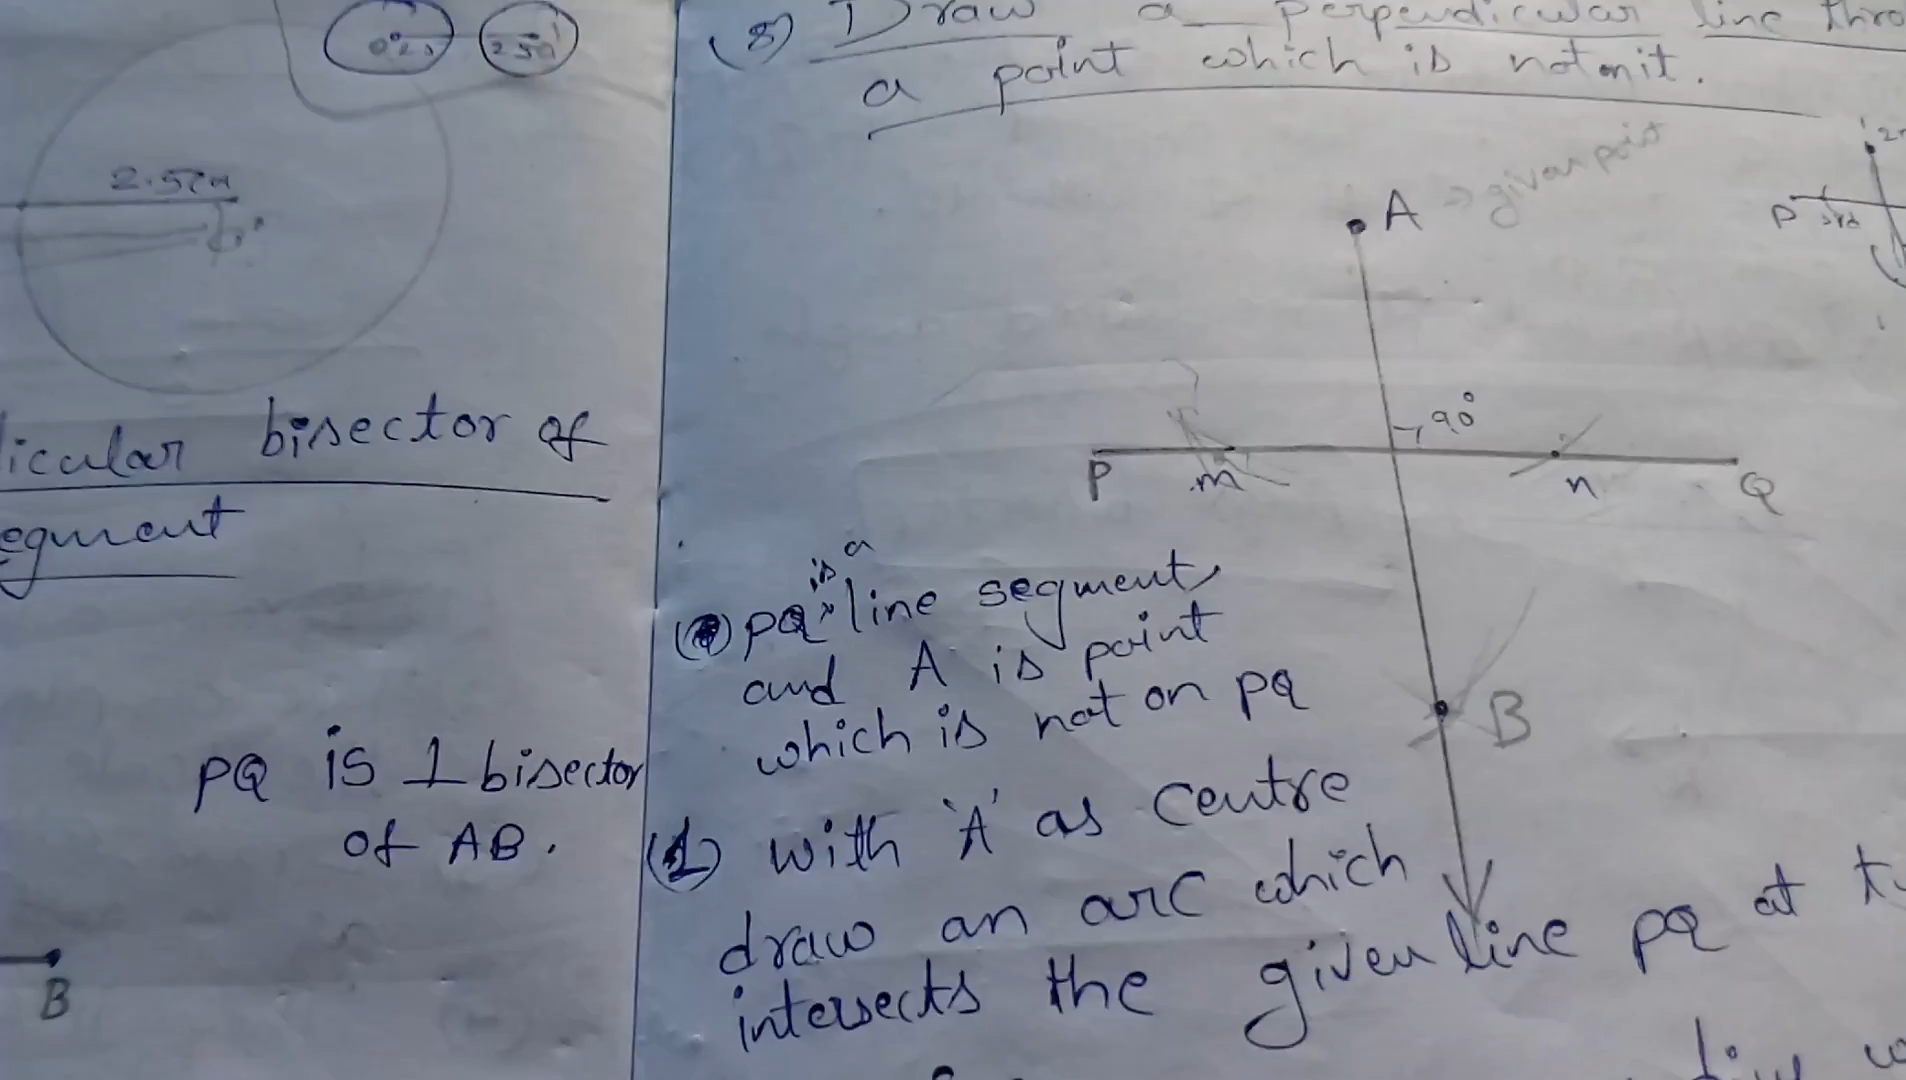 2.5cm
icular bisector of
egment
PQ is ⊥ bisector
of AB.
B
(8) Draw a perpendicular line thro
a point which is not on it.
A → given point
90°
P m n Q
B
P 3rd
PQ is a line segment
and A is point
which is not on PQ
(1) with 'A' as centre
draw an arc which
intersects the given line PQ at t